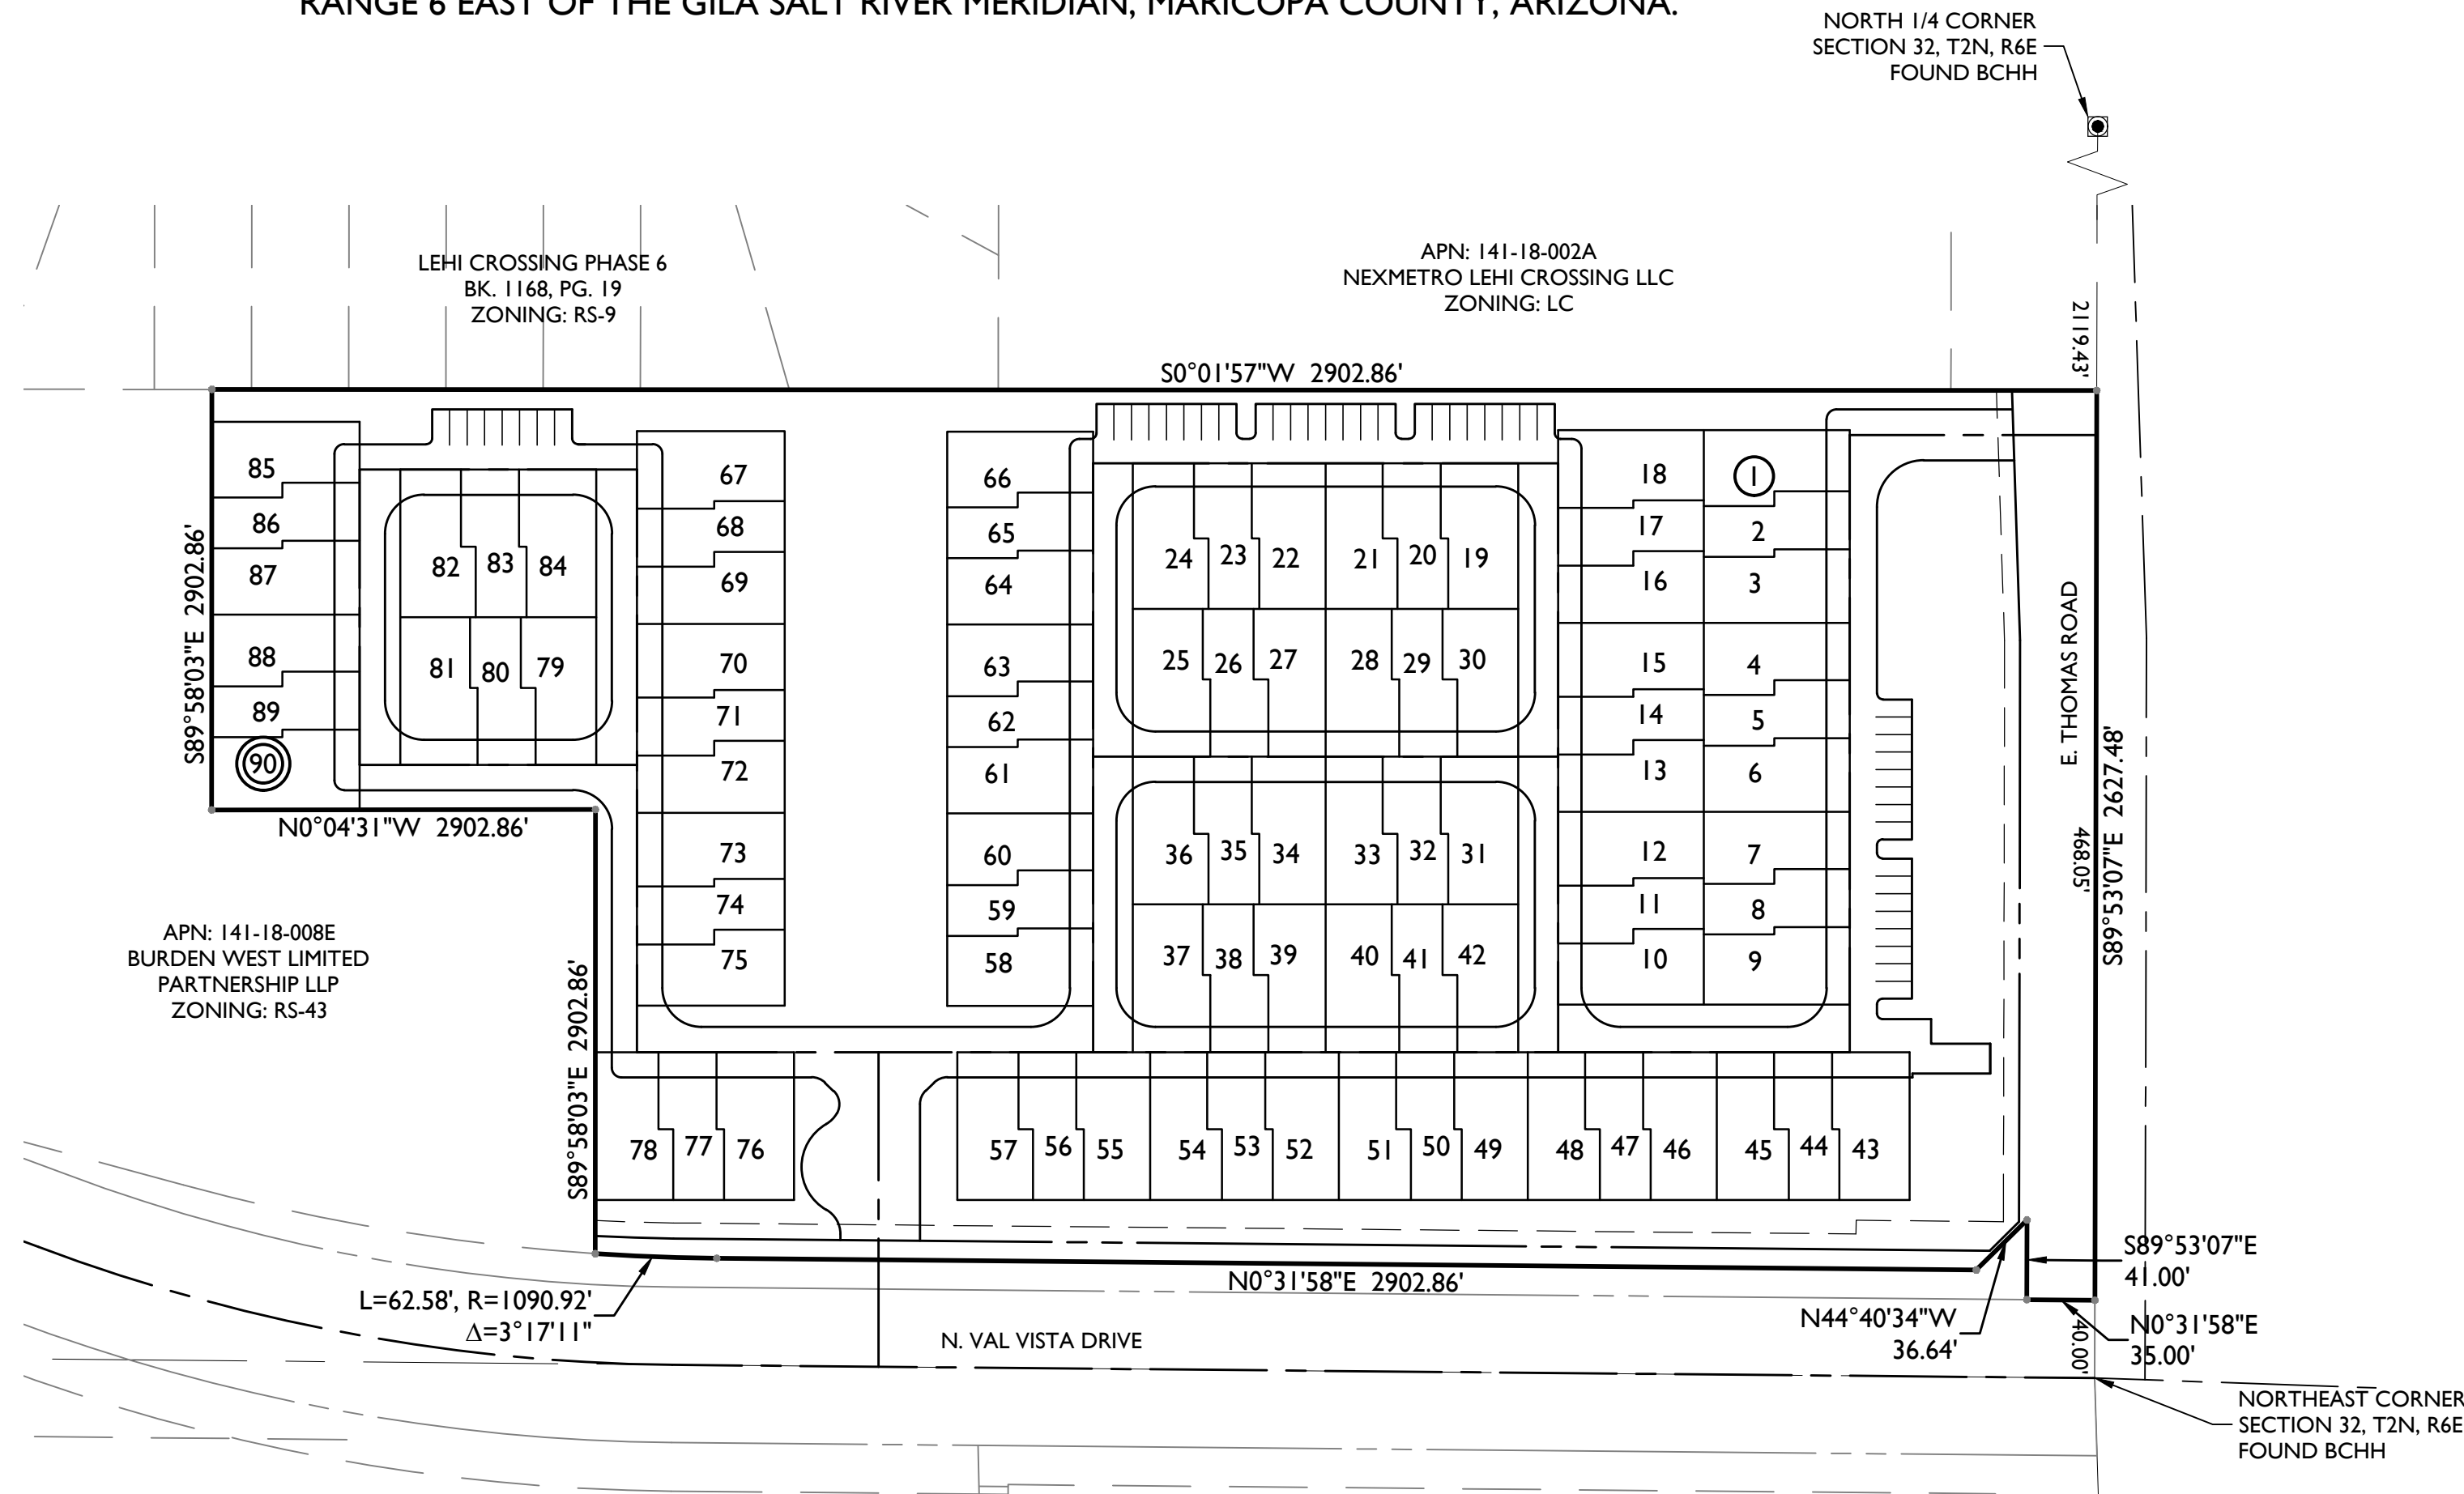 RANGE 6 EAST OF THE GILA SALT RIVER MERIDIAN, MARICOPA COUNTY, ARIZONA.
NORTH 1/4 CORNER
SECTION 32, T2N, R6E
FOUND BCHH
LEHI CROSSING PHASE 6
BK. 1168, PG. 19
ZONING: RS-9
APN: 141-18-002A
NEXMETRO LEHI CROSSING LLC
ZONING: LC
2119.43'
S0°01'57"W 2902.86'
85
86
87
88
89
90
82 83 84
81 80 79
67
68
69
70
71
72
73
74
75
66
65
64
63
62
61
60
59
58
24 23 22 21 20 19
25 26 27 28 29 30
36 35 34 33 32 31
37 38 39 40 41 42
18
17
16
15
14
13
12
11
10
1
2
3
4
5
6
7
8
9
78 77 76
57 56 55 54 53 52 51 50 49 48 47 46 45 44 43
S89°58'03"E 2902.86'
N0°04'31"W 2902.86'
S89°58'03"E 2902.86'
E. THOMAS ROAD
468.05'
S89°53'07"E 2627.48'
APN: 141-18-008E
BURDEN WEST LIMITED
PARTNERSHIP LLP
ZONING: RS-43
L=62.58', R=1090.92'
Δ=3°17'11"
N0°31'58"E 2902.86'
N. VAL VISTA DRIVE
N44°40'34"W
36.64'
S89°53'07"E
41.00'
N0°31'58"E
35.00'
40.00'
NORTHEAST CORNER
SECTION 32, T2N, R6E
FOUND BCHH